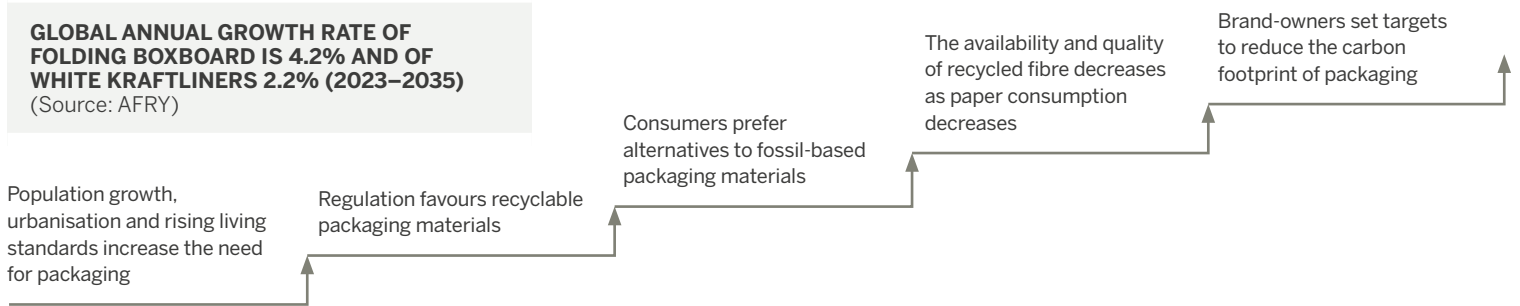 GLOBAL ANNUAL GROWTH RATE OF
FOLDING BOXBOARD IS 4.2% AND OF
WHITE KRAFTLINERS 2.2% (2023–2035)
(Source: AFRY)
Population growth,
urbanisation and rising living
standards increase the need
for packaging
Regulation favours recyclable
packaging materials
Consumers prefer
alternatives to fossil-based
packaging materials
The availability and quality
of recycled fibre decreases
as paper consumption
decreases
Brand-owners set targets
to reduce the carbon
footprint of packaging